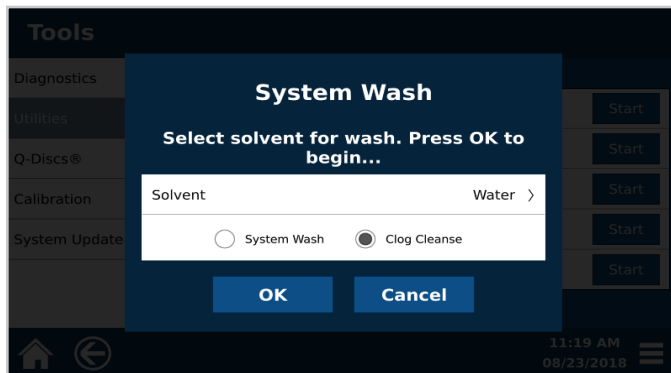 Tools
Diagnostics
Utilities
Q-Discs®
Calibration
System Update
System Wash
Select solvent for wash. Press OK to
begin...
Solvent Water >
System Wash Clog Cleanse
OK Cancel
Start
Start
Start
Start
Start
11:19 AM
08/23/2018